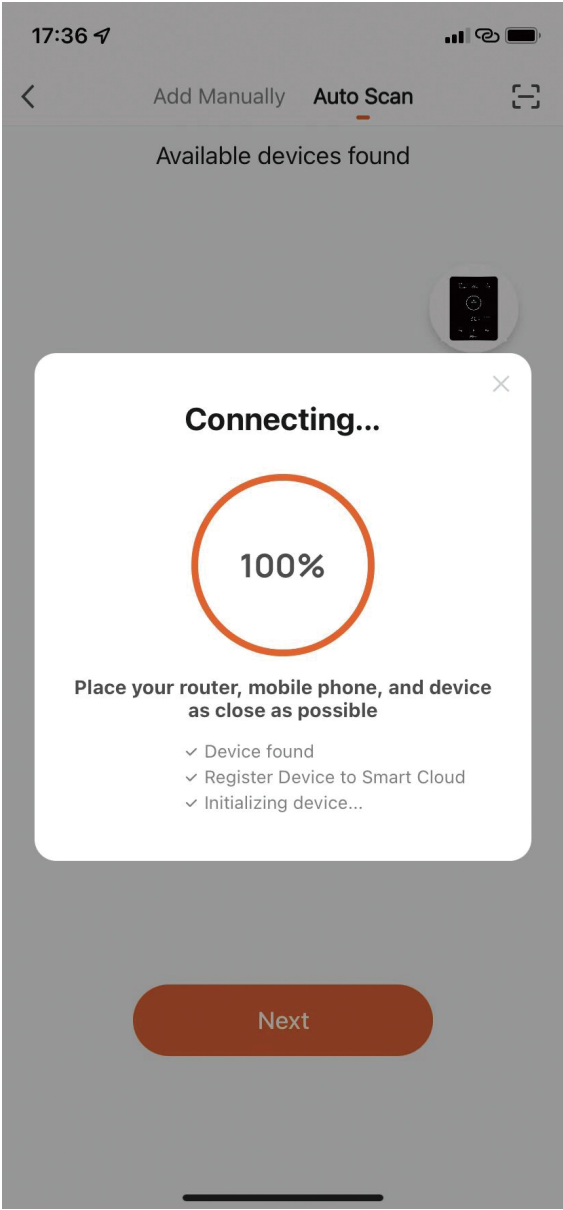 17:36
Add Manually Auto Scan
Available devices found
Connecting...
100%
Place your router, mobile phone, and device
as close as possible
Device found
Register Device to Smart Cloud
Initializing device...
Next